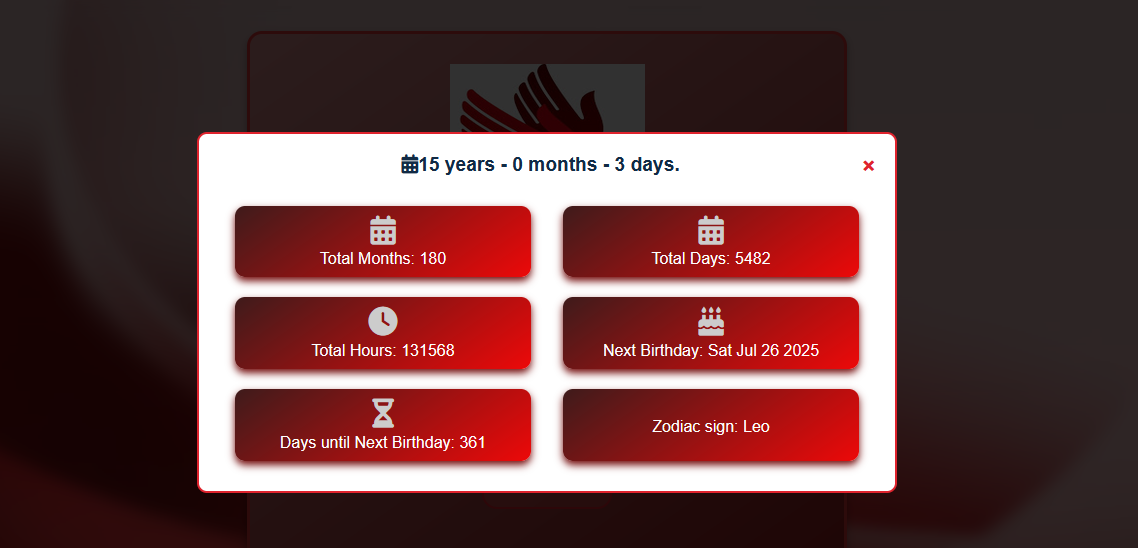 15 years - 0 months - 3 days.
×
Total Months: 180
Total Days: 5482
Total Hours: 131568
Next Birthday: Sat Jul 26 2025
Days until Next Birthday: 361
Zodiac sign: Leo